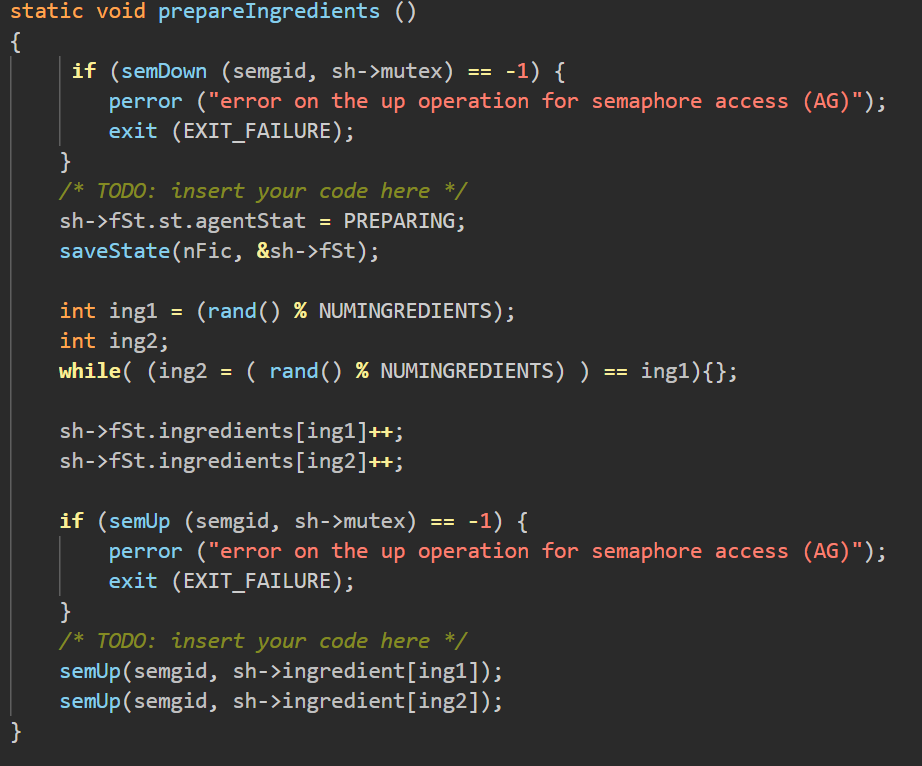 static void prepareIngredients ()
{
if (semDown (semgid, sh->mutex) == -1) {
perror ("error on the up operation for semaphore access (AG)");
exit (EXIT_FAILURE);
}
/* TODO: insert your code here */
sh->fSt.st.agentStat = PREPARING;
saveState(nFic, &sh->fSt);
int ing1 = (rand() % NUMINGREDIENTS);
int ing2;
while( (ing2 = ( rand() % NUMINGREDIENTS) ) == ing1){};
sh->fSt.ingredients[ing1]++;
sh->fSt.ingredients[ing2]++;
if (semUp (semgid, sh->mutex) == -1) {
perror ("error on the up operation for semaphore access (AG)");
exit (EXIT_FAILURE);
}
/* TODO: insert your code here */
semUp(semgid, sh->ingredient[ing1]);
semUp(semgid, sh->ingredient[ing2]);
}